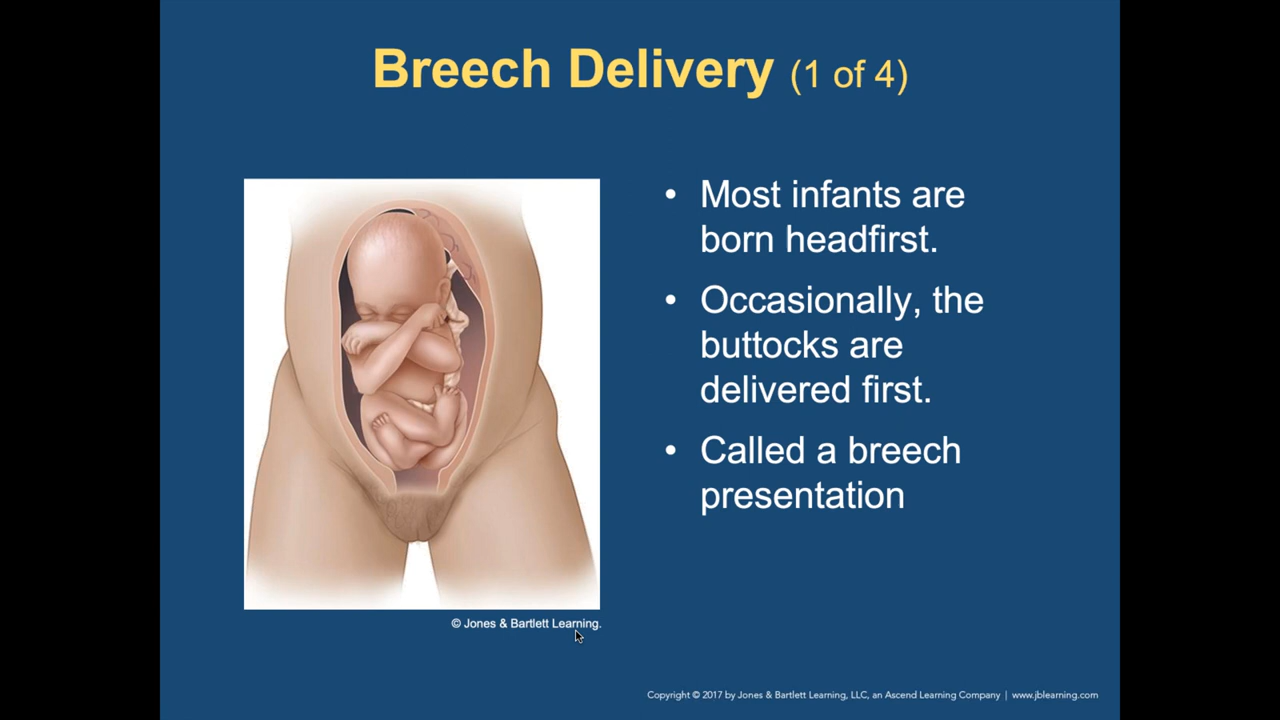 Breech Delivery (1 of 4)
• Most infants are
born headfirst.
• Occasionally, the
buttocks are
delivered first.
• Called a breech
presentation
© Jones & Bartlett Learning.
Copyright © 2017 by Jones & Bartlett Learning, LLC, an Ascend Learning Company | www.jblearning.com